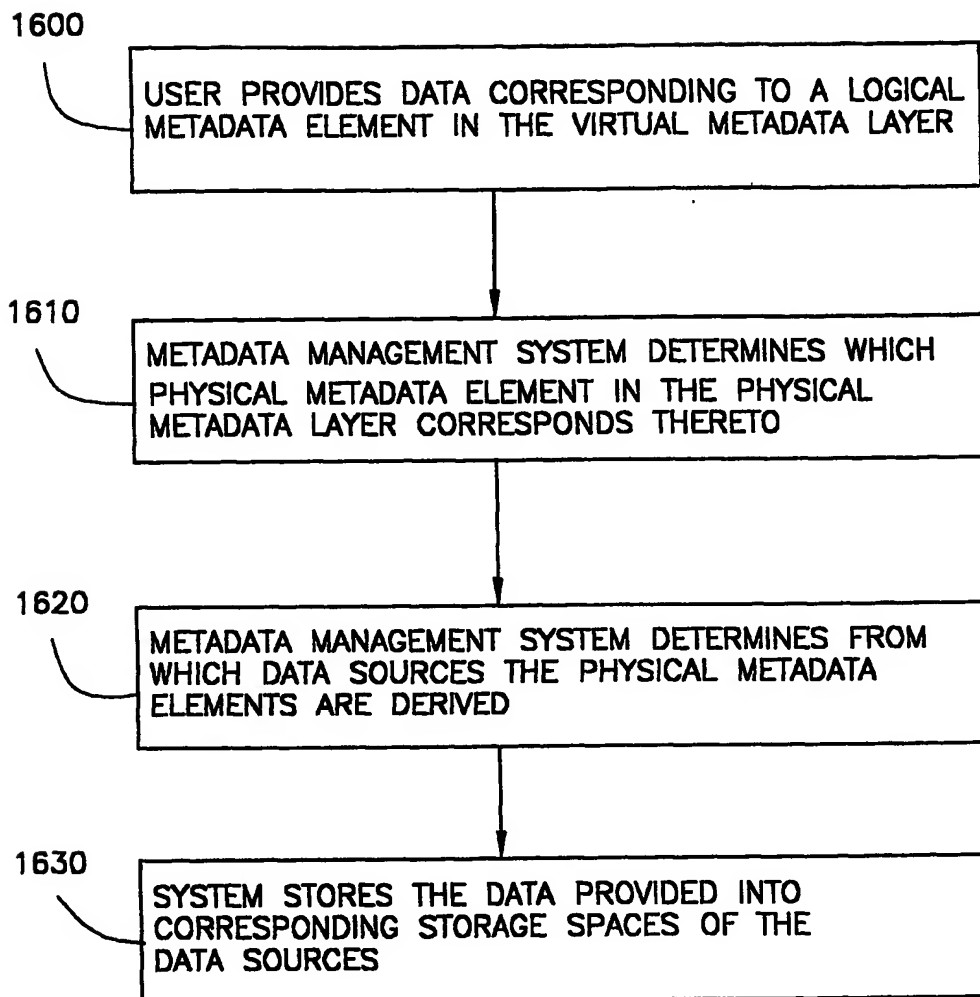 1600
USER PROVIDES DATA CORRESPONDING TO A LOGICAL
METADATA ELEMENT IN THE VIRTUAL METADATA LAYER
1610
METADATA MANAGEMENT SYSTEM DETERMINES WHICH
PHYSICAL METADATA ELEMENT IN THE PHYSICAL
METADATA LAYER CORRESPONDS THERETO
1620
METADATA MANAGEMENT SYSTEM DETERMINES FROM
WHICH DATA SOURCES THE PHYSICAL METADATA
ELEMENTS ARE DERIVED
1630
SYSTEM STORES THE DATA PROVIDED INTO
CORRESPONDING STORAGE SPACES OF THE
DATA SOURCES